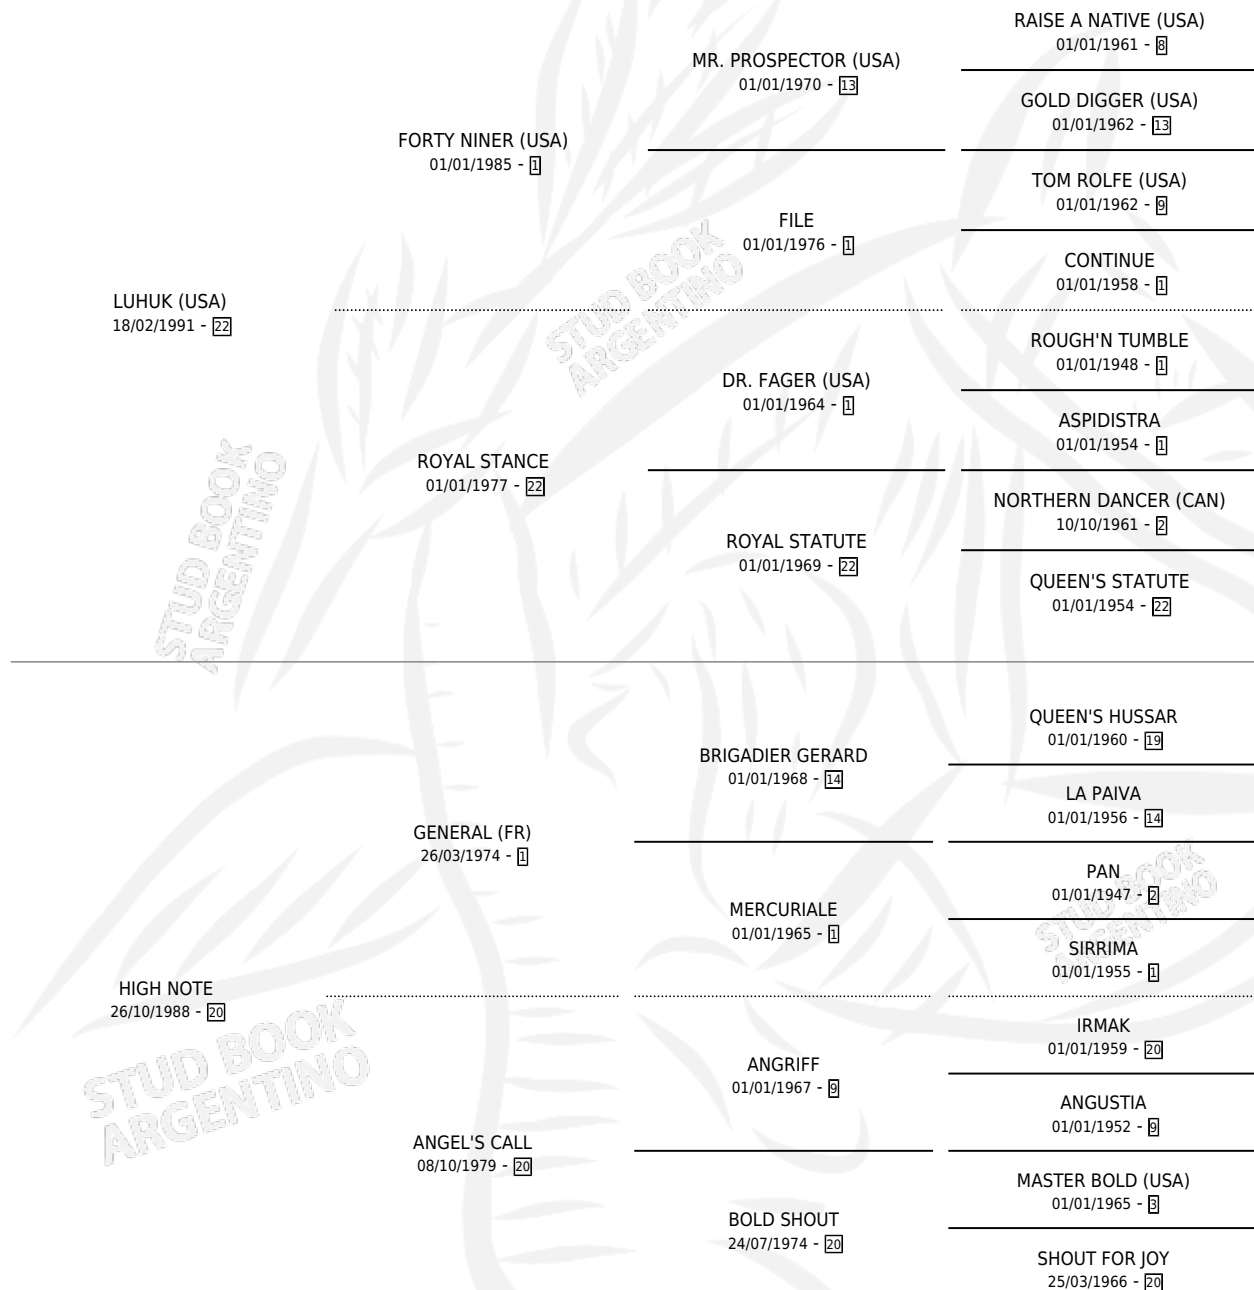 RAISE A NATIVE (USA)
01/01/1961 - 8
MR. PROSPECTOR (USA)
01/01/1970 - 13
GOLD DIGGER (USA)
01/01/1962 - 13
FORTY NINER (USA)
01/01/1985 - 1
TOM ROLFE (USA)
01/01/1962 - 9
FILE
01/01/1976 - 1
CONTINUE
01/01/1958 - 1
LUHUK (USA)
18/02/1991 - 22
ROUGH'N TUMBLE
01/01/1948 - 1
DR. FAGER (USA)
01/01/1964 - 1
ASPIDISTRA
01/01/1954 - 1
ROYAL STANCE
01/01/1977 - 22
NORTHERN DANCER (CAN)
10/10/1961 - 2
ROYAL STATUTE
01/01/1969 - 22
QUEEN'S STATUTE
01/01/1954 - 22
QUEEN'S HUSSAR
01/01/1960 - 19
BRIGADIER GERARD
01/01/1968 - 14
LA PAIVA
01/01/1956 - 14
GENERAL (FR)
26/03/1974 - 1
PAN
01/01/1947 - 2
MERCURIALE
01/01/1965 - 1
SIRRIMA
01/01/1955 - 1
HIGH NOTE
26/10/1988 - 20
IRMAK
01/01/1959 - 20
ANGRIFF
01/01/1967 - 9
ANGUSTIA
01/01/1952 - 9
ANGEL'S CALL
08/10/1979 - 20
MASTER BOLD (USA)
01/01/1965 - 3
BOLD SHOUT
24/07/1974 - 20
SHOUT FOR JOY
25/03/1966 - 20
STUD BOOK
ARGENTINO
STUD BOOK
ARGENTINO
STUD BOOK
ARGENTINO
STUD BOOK
ARGENTINO